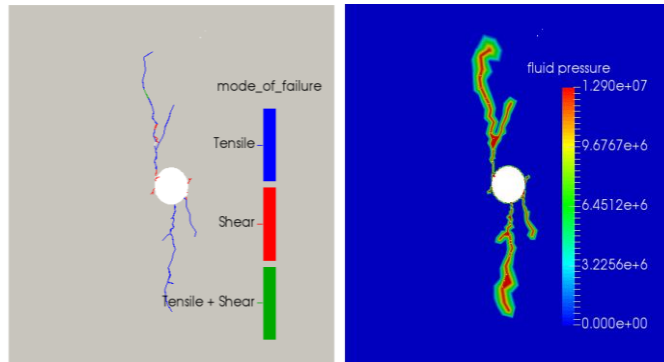 mode_of_failure
Tensile
Shear
Tensile + Shear
fluid pressure
1.290e+07
9.6767e+6
6.4512e+6
3.2256e+6
0.000e+00